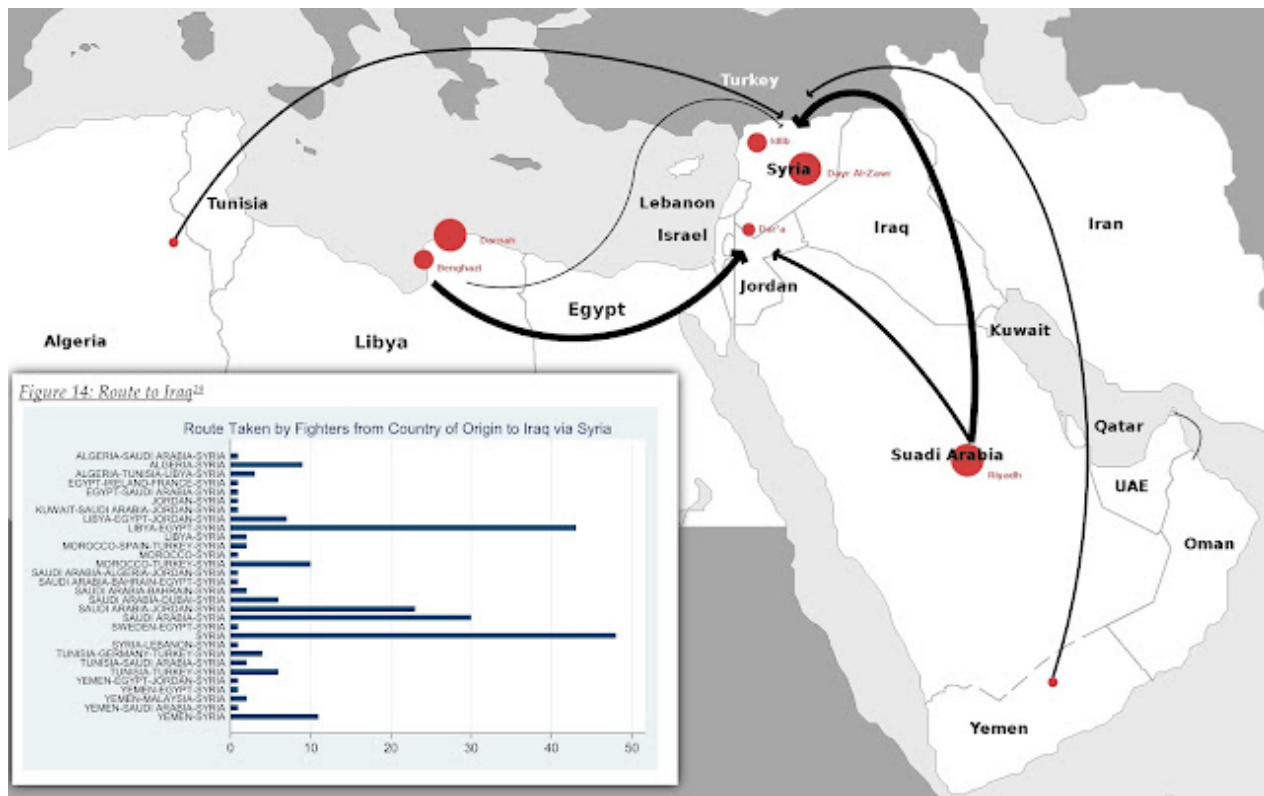 Turkey
Idlib
Syria
Dayr Al-Zawr
Tunisia
Lebanon
Darnah
Israel
Iraq
Iran
Dar'a
Benghazi
Jordan
Egypt
Kuwait
Algeria
Libya
Qatar
Suadi Arabia
Riyadh
UAE
Oman
Yemen
Figure 14: Route to Iraq²⁹
Route Taken by Fighters from Country of Origin to Iraq via Syria
ALGERIA-SAUDI ARABIA-SYRIA
ALGERIA-SYRIA
ALGERIA-TUNISIA-LIBYA-SYRIA
EGYPT-IRELAND-FRANCE-SYRIA
EGYPT-SAUDI ARABIA-SYRIA
JORDAN-SYRIA
KUWAIT-SAUDI ARABIA-SYRIA
LIBYA-EGYPT-JORDAN-SYRIA
LIBYA-EGYPT-SYRIA
LIBYA-SYRIA
MOROCCO-SPAIN-TURKEY-SYRIA
MOROCCO-SYRIA
MOROCCO-TURKEY-SYRIA
SAUDI ARABIA-ALGERIA-JORDAN-SYRIA
SAUDI ARABIA-BAHRAIN-EGYPT-SYRIA
SAUDI ARABIA-BAHRAIN-SYRIA
SAUDI ARABIA-DUBAI-SYRIA
SAUDI ARABIA-JORDAN-SYRIA
SAUDI ARABIA-SYRIA
SWEDEN-EGYPT-SYRIA
SYRIA
SYRIA-LEBANON-SYRIA
TUNISIA-GERMANY-TURKEY-SYRIA
TUNISIA-SAUDI ARABIA-SYRIA
TUNISIA-TURKEY-SYRIA
YEMEN-EGYPT-JORDAN-SYRIA
YEMEN-EGYPT-SYRIA
YEMEN-MALAYSIA-SYRIA
YEMEN-SAUDI ARABIA-SYRIA
YEMEN-SYRIA
0 10 20 30 40 50